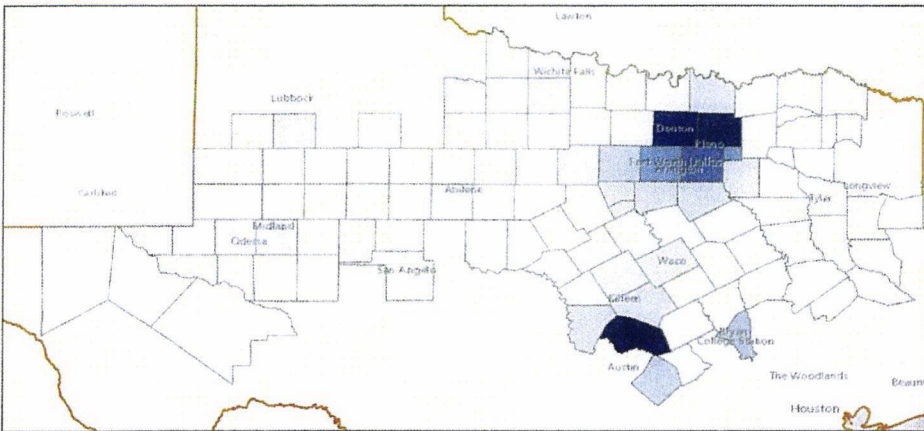 Lawton
Wichita Falls
Lubbock
Roswell
Denton
Plano
Fort Worth Dallas
Arlington
Carlsbad
Abilene
Longview
Tyler
Midland
Odessa
Waco
San Angelo
Killeen
Bryan
College Station
Austin
The Woodlands
Beaum
Houston